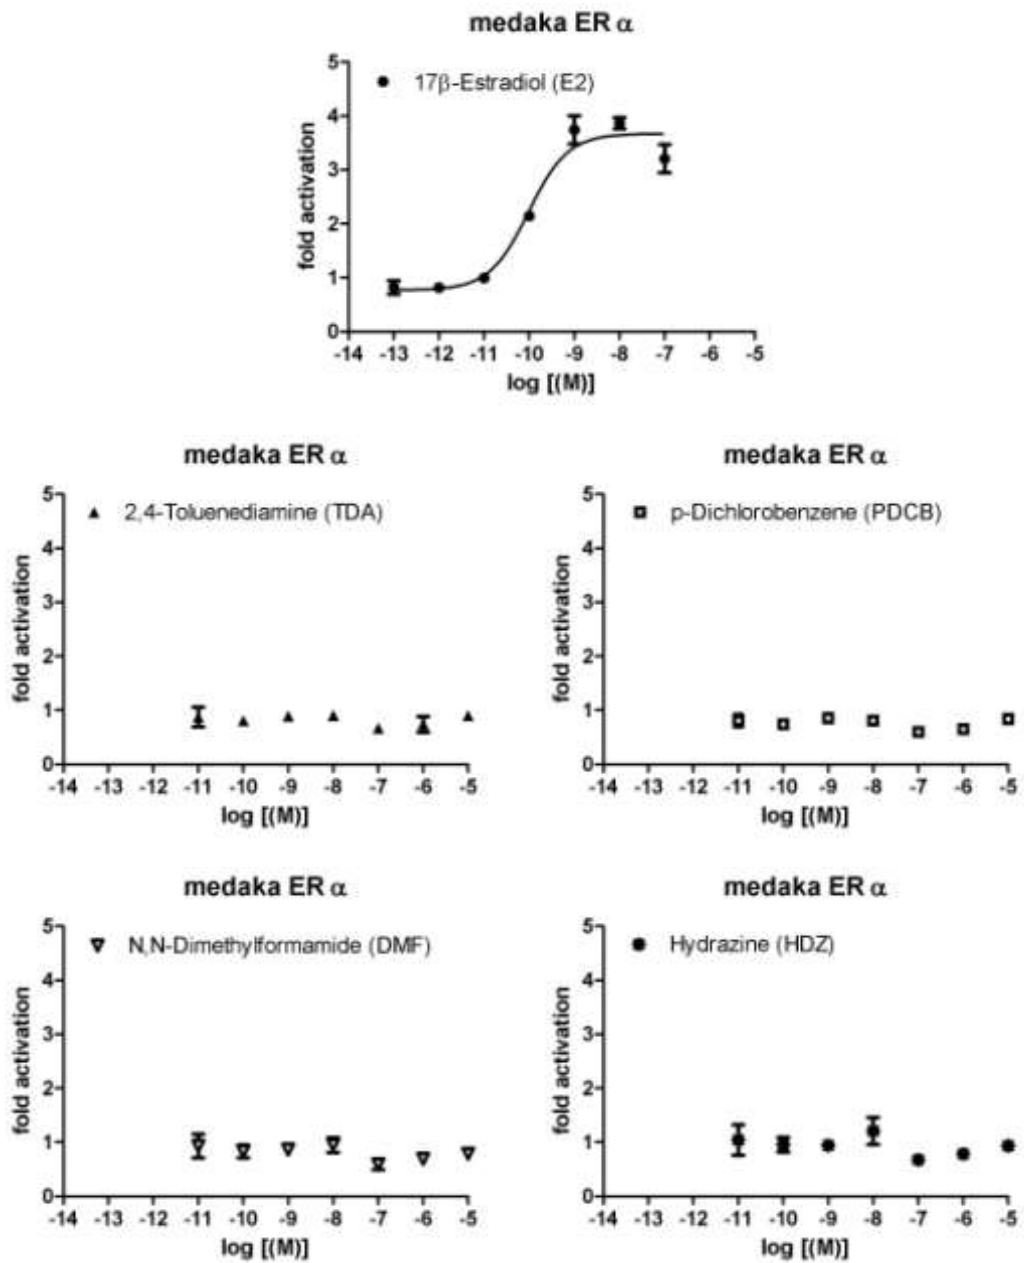 medaka ER α
5
17β-Estradiol (E2)
4
3
2
1
0
fold activation
-14 -13 -12 -11 -10 -9 -8 -7 -6 -5
log [(M)]
medaka ER α
5
2,4-Toluenediamine (TDA)
4
3
2
1
0
fold activation
-14 -13 -12 -11 -10 -9 -8 -7 -6 -5
log [(M)]
medaka ER α
5
p-Dichlorobenzene (PDCB)
4
3
2
1
0
fold activation
-14 -13 -12 -11 -10 -9 -8 -7 -6 -5
log [(M)]
medaka ER α
5
N,N-Dimethylformamide (DMF)
4
3
2
1
0
fold activation
-14 -13 -12 -11 -10 -9 -8 -7 -6 -5
log [(M)]
medaka ER α
5
Hydrazine (HDZ)
4
3
2
1
0
fold activation
-14 -13 -12 -11 -10 -9 -8 -7 -6 -5
log [(M)]